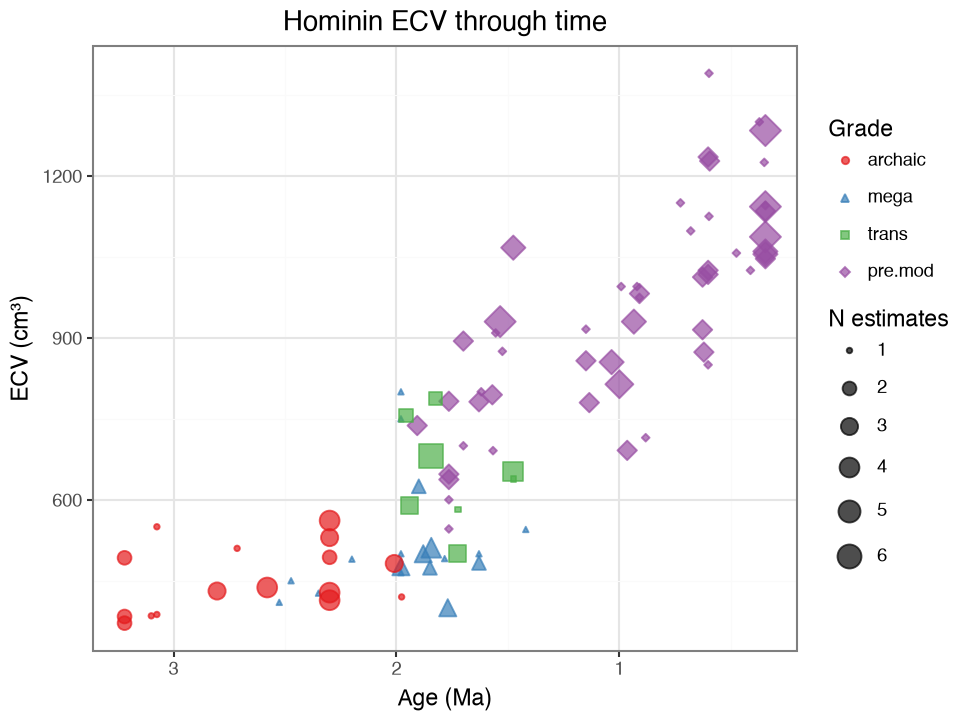 Hominin ECV through time
ECV (cm³)
1200
900
600
3
2
1
Age (Ma)
Grade
archaic
mega
trans
pre.mod
N estimates
1
2
3
4
5
6